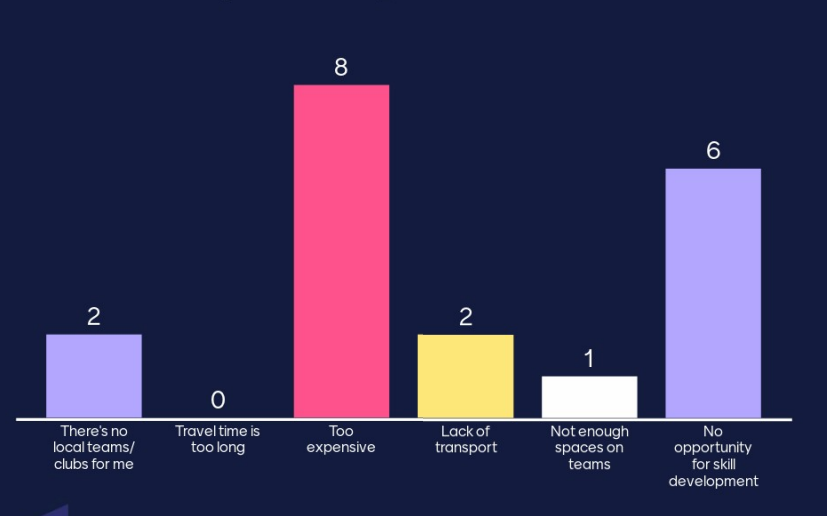 8
6
2
2
1
0
There's no
local teams/
clubs for me
Travel time is
too long
Too
expensive
Lack of
transport
Not enough
spaces on
teams
No
opportunity
for skill
development